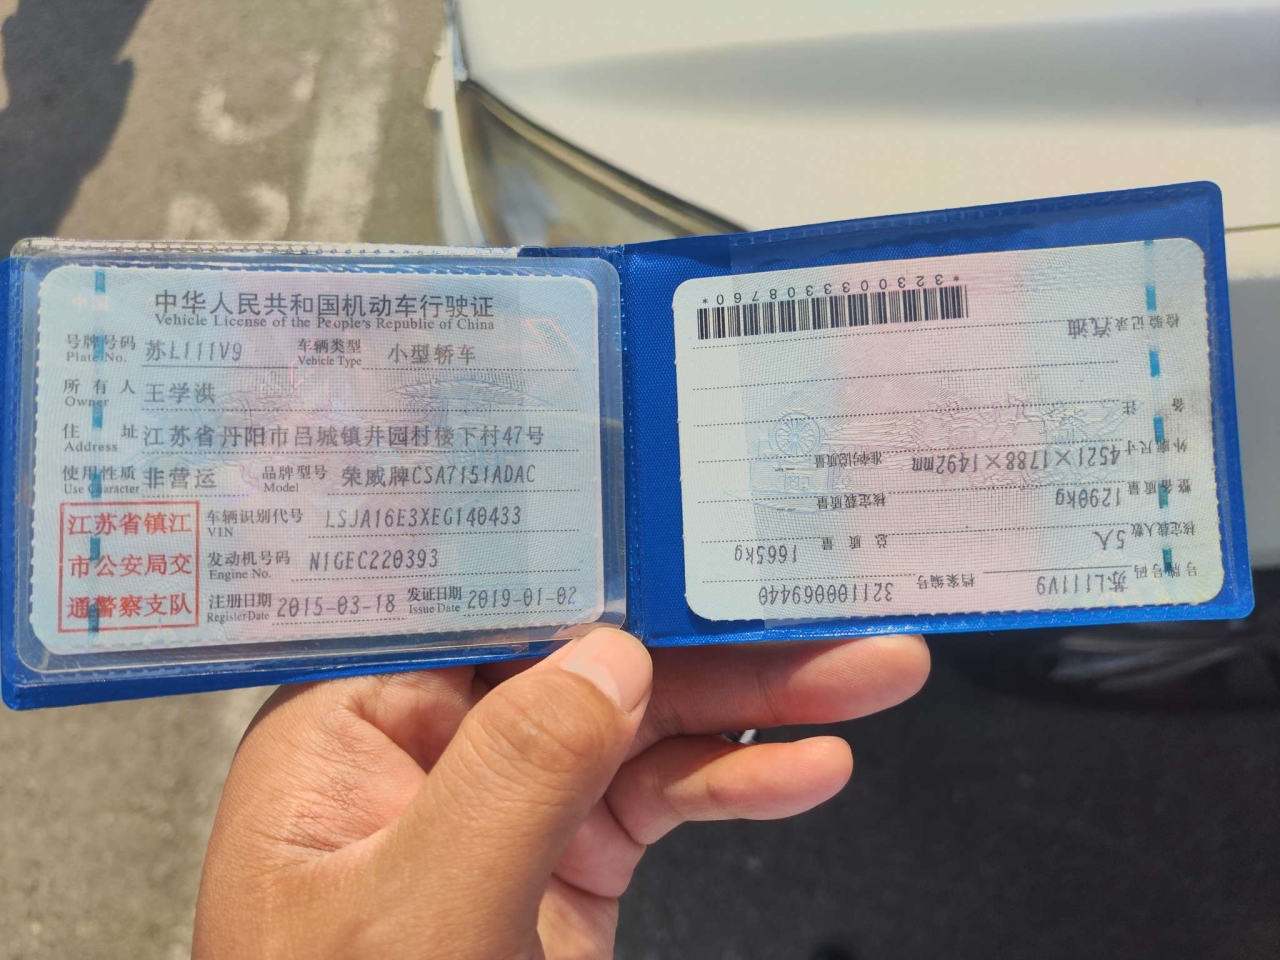 中华人民共和国机动车行驶证
Vehicle License of the People's Republic of China
号牌号码 苏L111V9 车辆类型 小型轿车
Plate No. Vehicle Type
所有人 王学洪
Owner
住址 江苏省丹阳市吕城镇井园村楼下村47号
Address
使用性质 非营运 品牌型号 荣威牌CSA7151ADAC
Use Character Model
江苏省镇江
市公安局交
通警察支队
车辆识别代号 LSJA16E3XEG140433
VIN
发动机号码 N1GEC220393
Engine No.
注册日期 2015-03-18 发证日期 2019-01-02
Register Date Issue Date
号牌号码 苏L111V9 档案编号 321100069440
核定载人数 5人 总质量 1665kg
整备质量 1290kg 核定载质量
外廓尺寸 4521×1788×1492mm 准牵引总质量
备注
检验记录 汽油
*3230033308760*